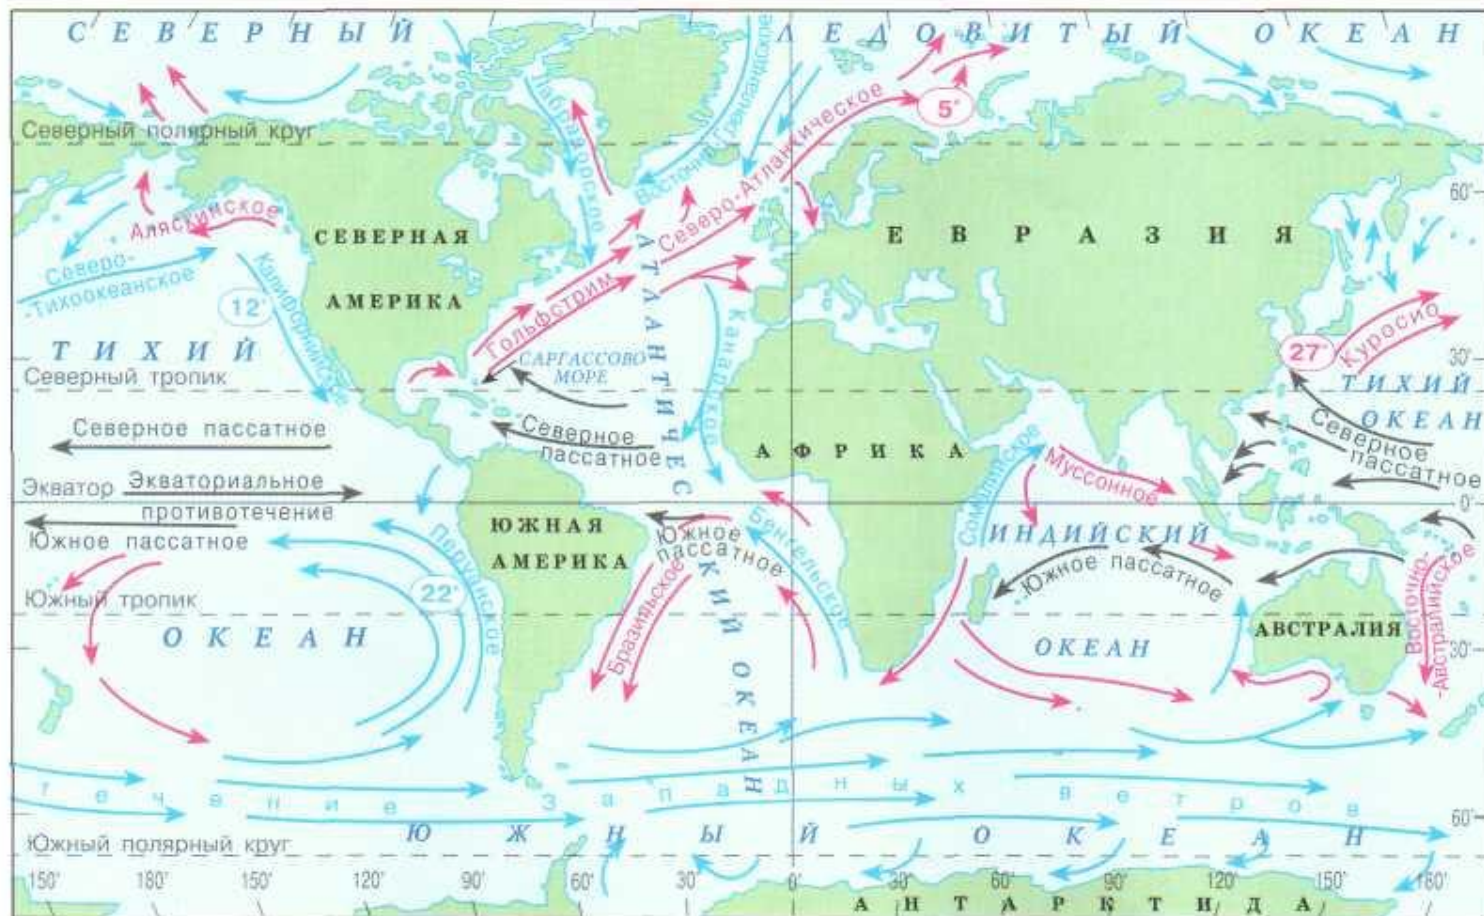 СЕВЕРНЫЙ ЛЕДОВИТЫЙ ОКЕАН
Северный полярный круг
Лабрадорское
Восточно-Гренландское
Северо-Атлантическое
5°
60°
Аляскинское
СЕВЕРНАЯ
АМЕРИКА
ЕВРАЗИЯ
Северо-
-Тихоокеанское
12°
Калифорнийское
Гольфстрим
АТЛАНТИЧЕСКИЙ ОКЕАН
Канарское
27°
Куросио
30°
ТИХИЙ
САРГАССОВО
МОРЕ
ТИХИЙ
ОКЕАН
Северный тропик
Северное пассатное
Северное
пассатное
АФРИКА
Сомалийское
Муссонное
Северное
пассатное
Экватор
Экваториальное
противотечение
0°
Южное пассатное
Перуанское
ЮЖНАЯ
АМЕРИКА
Южное
пассатное
Бенгельское
ИНДИЙСКИЙ
Южное пассатное
Восточно-
-Австралийское
22°
Южный тропик
ОКЕАН
Бразильское
ОКЕАН
АВСТРАЛИЯ
30°
течение Западных ветров
60°
ЮЖНЫЙ ОКЕАН
Южный полярный круг
150° 180° 150° 120° 90° 60° 30° 0° 30° 60° 90° 120° 150° 180°
АНТАРКТИДА